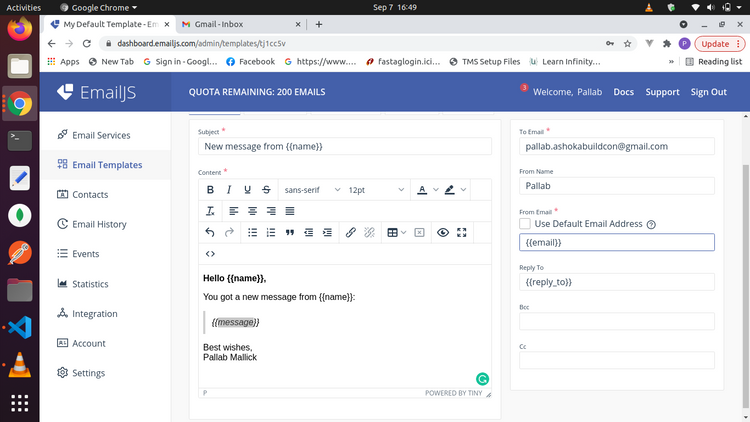 Activities
Google Chrome
Sep 7 16:49
My Default Template - Em
Gmail - Inbox
dashboard.emailjs.com/admin/templates/tj1cc5v
Update
Apps
New Tab
Sign in - Googl...
Facebook
https://www....
fastaglogin.ici...
TMS Setup Files
Learn Infinity...
»
Reading list
EmailJS
QUOTA REMAINING: 200 EMAILS
3
Welcome, Pallab
Docs
Support
Sign Out
Email Services
Email Templates
Contacts
Email History
Events
Statistics
Integration
Account
Settings
Subject *
New message from {{name}}
Content *
B I U S sans-serif 12pt A
Hello {{name}},
You got a new message from {{name}}:
{{message}}
Best wishes,
Pallab Mallick
P
POWERED BY TINY
To Email *
pallab.ashokabuildcon@gmail.com
From Name
Pallab
From Email *
Use Default Email Address
{{email}}
Reply To
{{reply_to}}
Bcc
Cc